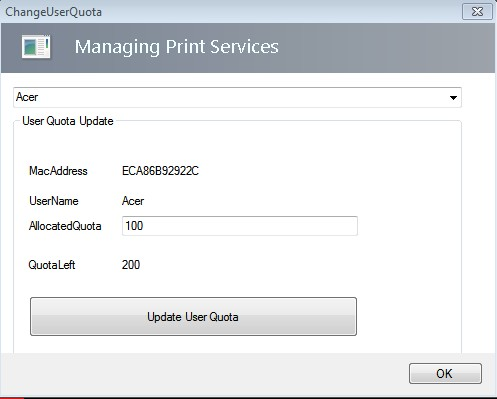 ChangeUserQuota
Managing Print Services
Acer
User Quota Update
MacAddress ECA86B92922C
UserName Acer
AllocatedQuota 100
QuotaLeft 200
Update User Quota
OK